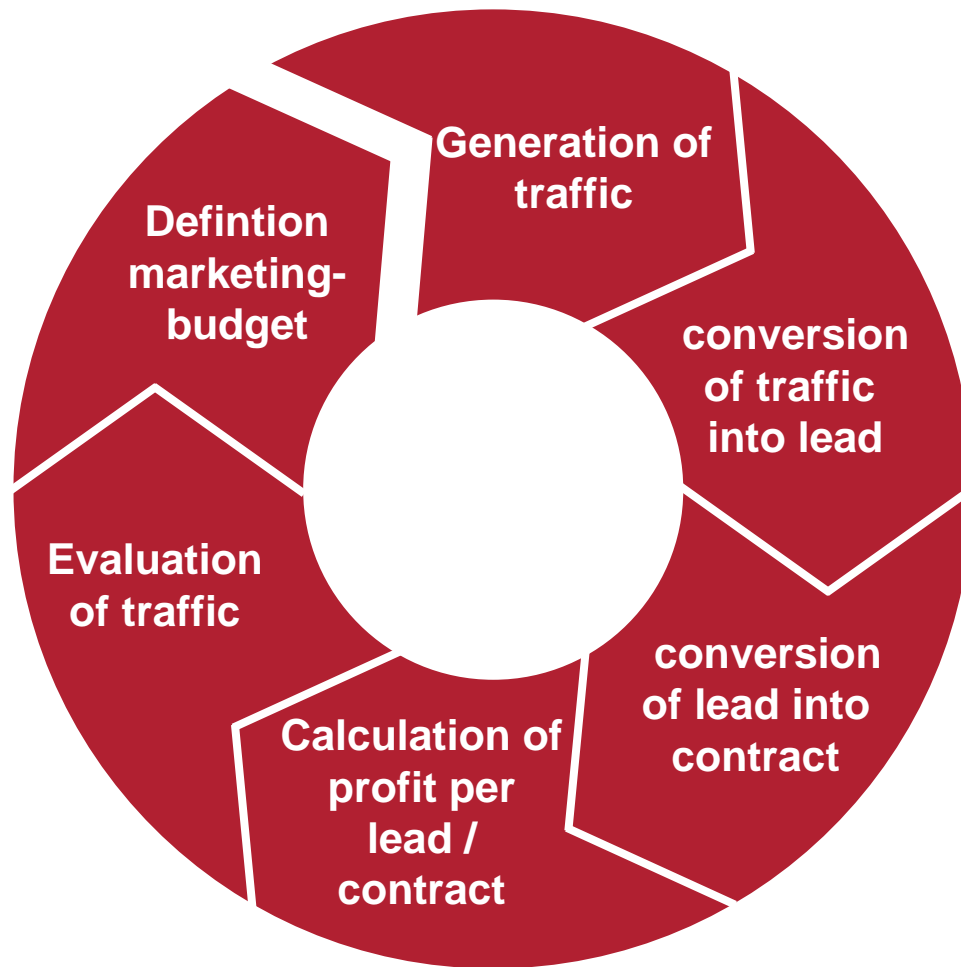 Generation of
traffic
conversion
of traffic
into lead
conversion
of lead into
contract
Calculation of
profit per
lead /
contract
Evaluation
of traffic
Defintion
marketing-
budget